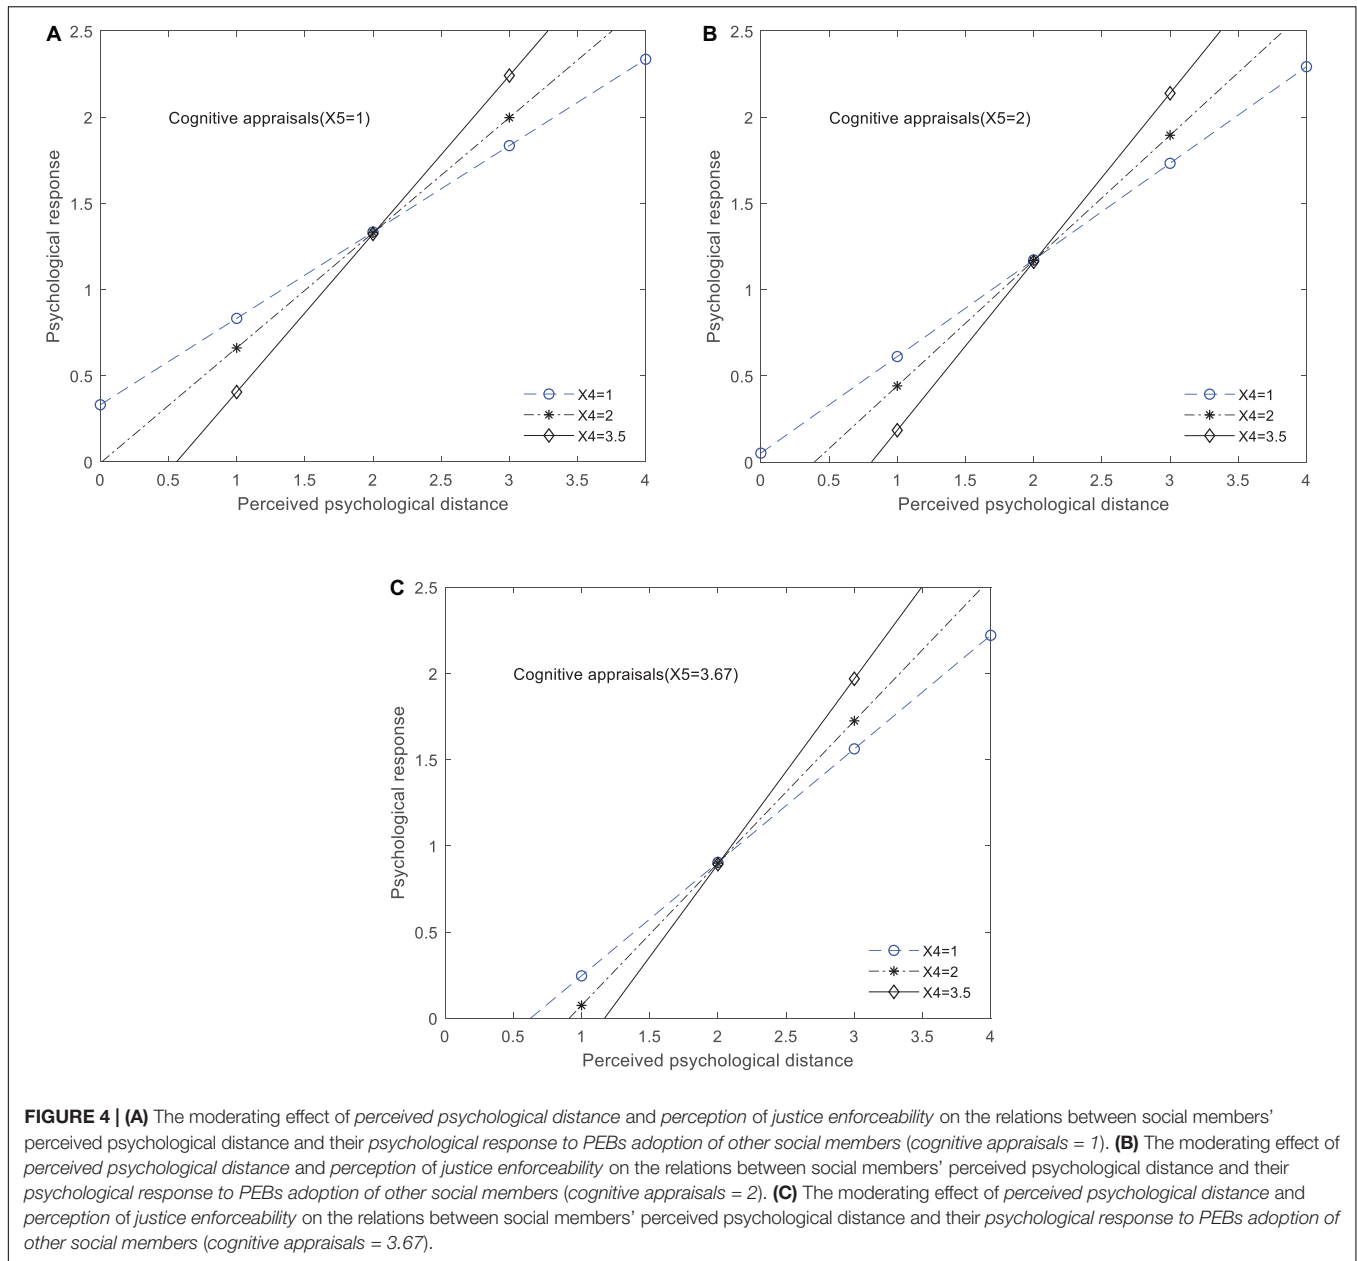 A
2.5
2
1.5
1
0.5
0
Psychological response
Cognitive appraisals(X5=1)
X4=1
X4=2
X4=3.5
0 0.5 1 1.5 2 2.5 3 3.5 4
Perceived psychological distance
B
2.5
2
1.5
1
0.5
0
Psychological response
Cognitive appraisals(X5=2)
X4=1
X4=2
X4=3.5
0 0.5 1 1.5 2 2.5 3 3.5 4
Perceived psychological distance
C
2.5
2
1.5
1
0.5
0
Psychological response
Cognitive appraisals(X5=3.67)
X4=1
X4=2
X4=3.5
0 0.5 1 1.5 2 2.5 3 3.5 4
Perceived psychological distance
FIGURE 4 | (A) The moderating effect of perceived psychological distance and perception of justice enforceability on the relations between social members’
perceived psychological distance and their psychological response to PEBs adoption of other social members (cognitive appraisals = 1). (B) The moderating effect of
perceived psychological distance and perception of justice enforceability on the relations between social members’ perceived psychological distance and their
psychological response to PEBs adoption of other social members (cognitive appraisals = 2). (C) The moderating effect of perceived psychological distance and
perception of justice enforceability on the relations between social members’ perceived psychological distance and their psychological response to PEBs adoption of
other social members (cognitive appraisals = 3.67).